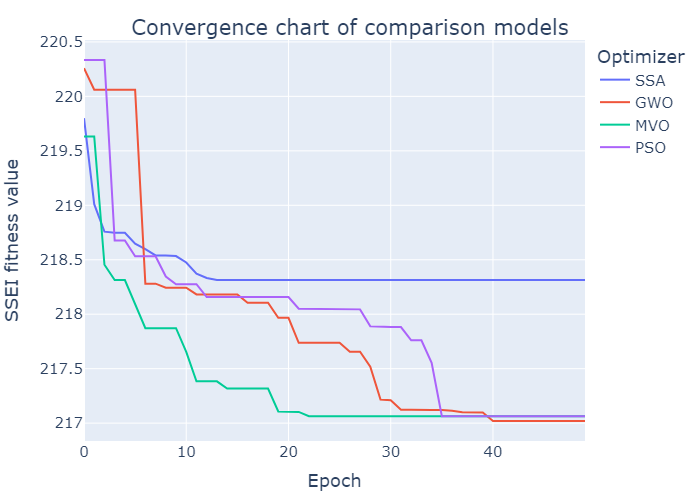 Convergence chart of comparison models
220.5
220
219.5
219
218.5
218
217.5
217
SSEI fitness value
0
10
20
30
40
Epoch
Optimizer
SSA
GWO
MVO
PSO